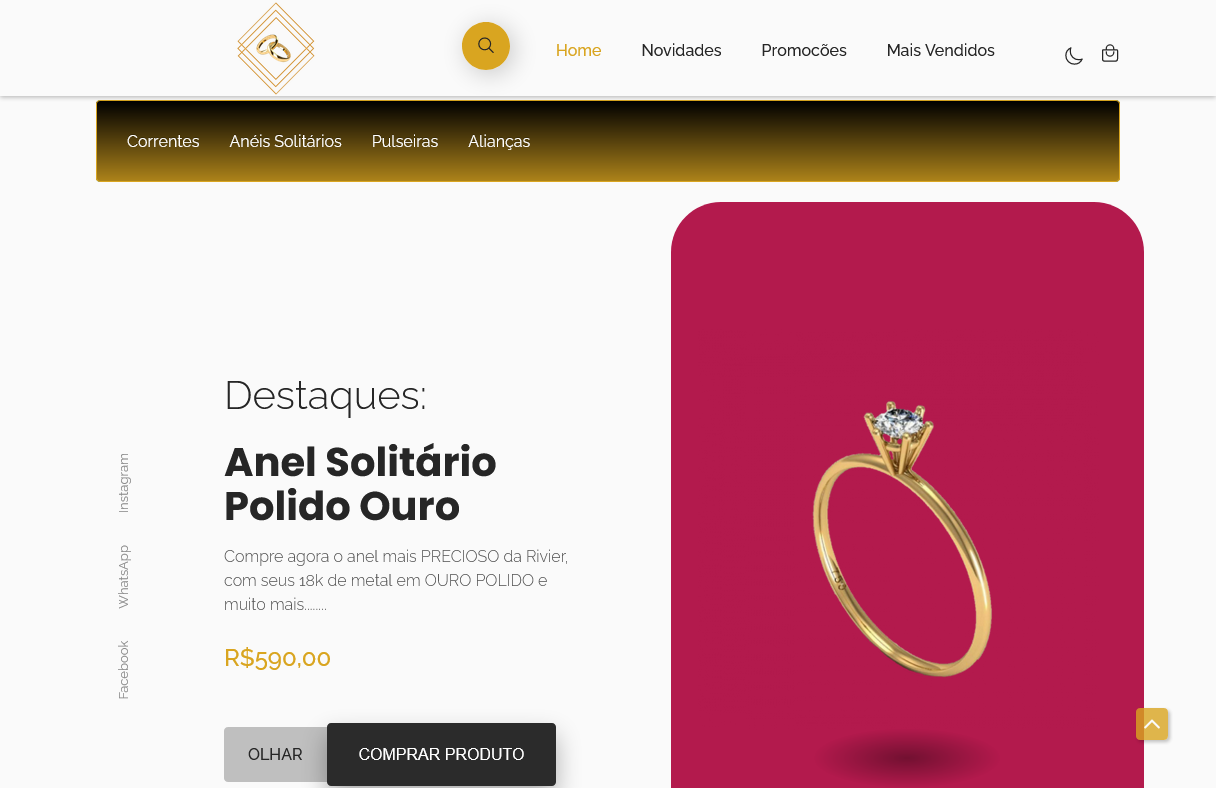 Home Novidades Promocões Mais Vendidos
Correntes Anéis Solitários Pulseiras Alianças
Destaques:
Anel Solitário
Polido Ouro
Compre agora o anel mais PRECIOSO da Rivier,
com seus 18k de metal em OURO POLIDO e
muito mais........
R$590,00
OLHAR COMPRAR PRODUTO
Instagram
WhatsApp
Facebook